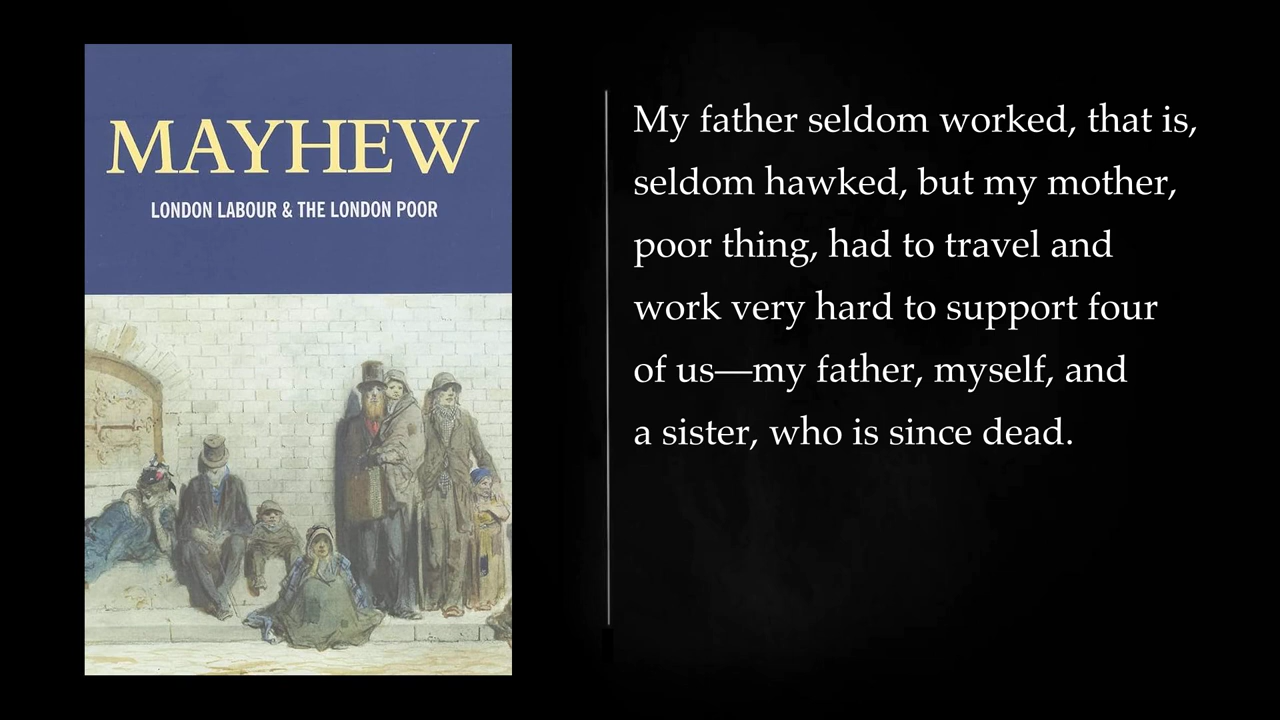 MAYHEW
LONDON LABOUR & THE LONDON POOR
My father seldom worked, that is,
seldom hawked, but my mother,
poor thing, had to travel and
work very hard to support four
of us—my father, myself, and
a sister, who is since dead.